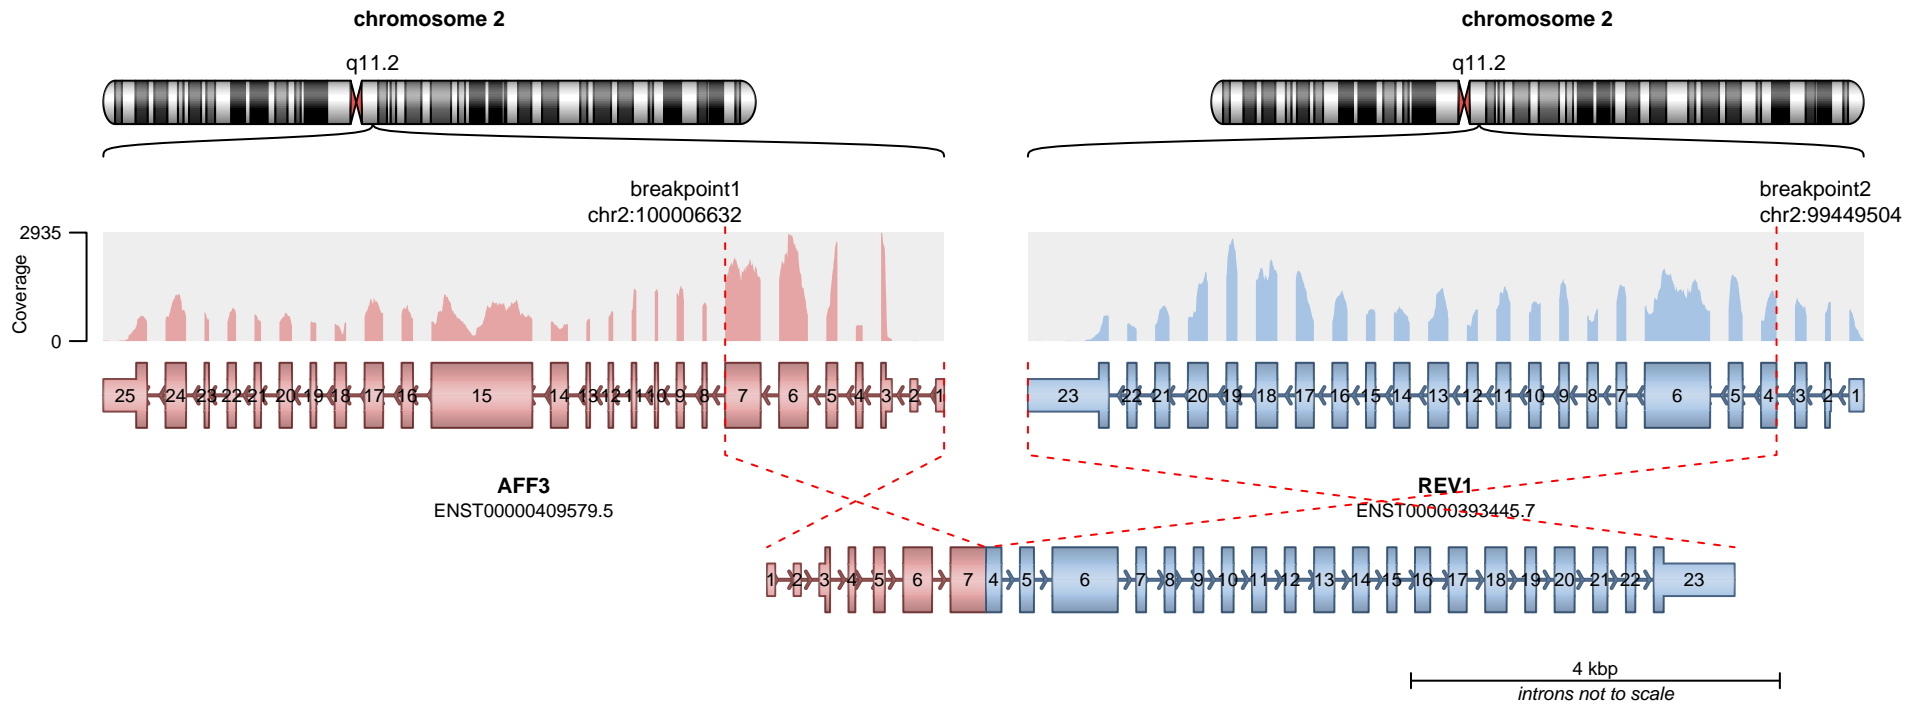 chromosome 2
chromosome 2
q11.2
q11.2
breakpoint1
chr2:100006632
breakpoint2
chr2:99449504
2935
0
Coverage
25 24 23 22 21 20 19 18 17 16 15 14 13 12 11 10 9 8 7 6 5 4 3 2 1
23 22 21 20 19 18 17 16 15 14 13 12 11 10 9 8 7 6 5 4 3 2 1
AFF3
ENST00000409579.5
REV1
ENST00000393445.7
1 2 3 4 5 6 7 4 5 6 7 8 9 10 11 12 13 14 15 16 17 18 19 20 21 22 23
4 kbp
introns not to scale